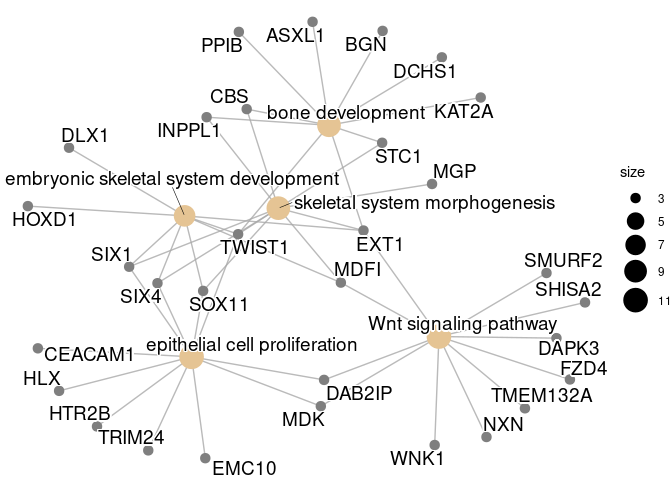 ASXL1
PPIB
BGN
DCHS1
CBS
bone development
KAT2A
INPPL1
DLX1
STC1
MGP
size
embryonic skeletal system development
3
skeletal system morphogenesis
HOXD1
5
TWIST1
EXT1
7
SIX1
SMURF2
MDFI
9
SIX4
SOX11
SHISA2
11
Wnt signaling pathway
epithelial cell proliferation
DAPK3
CEACAM1
FZD4
HLX
DAB2IP
TMEM132A
HTR2B
MDK
NXN
TRIM24
WNK1
EMC10